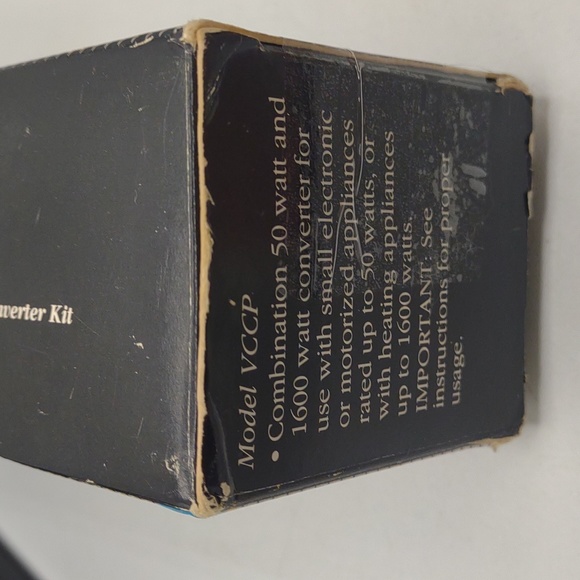 Model VCCP
• Combination 50 watt and
1600 watt converter for
use with small electronic
or motorized appliances
rated up to 50 watts, or
with heating appliances
up to 1600 watts.
IMPORTANT: See
instructions for proper
usage.
Kit